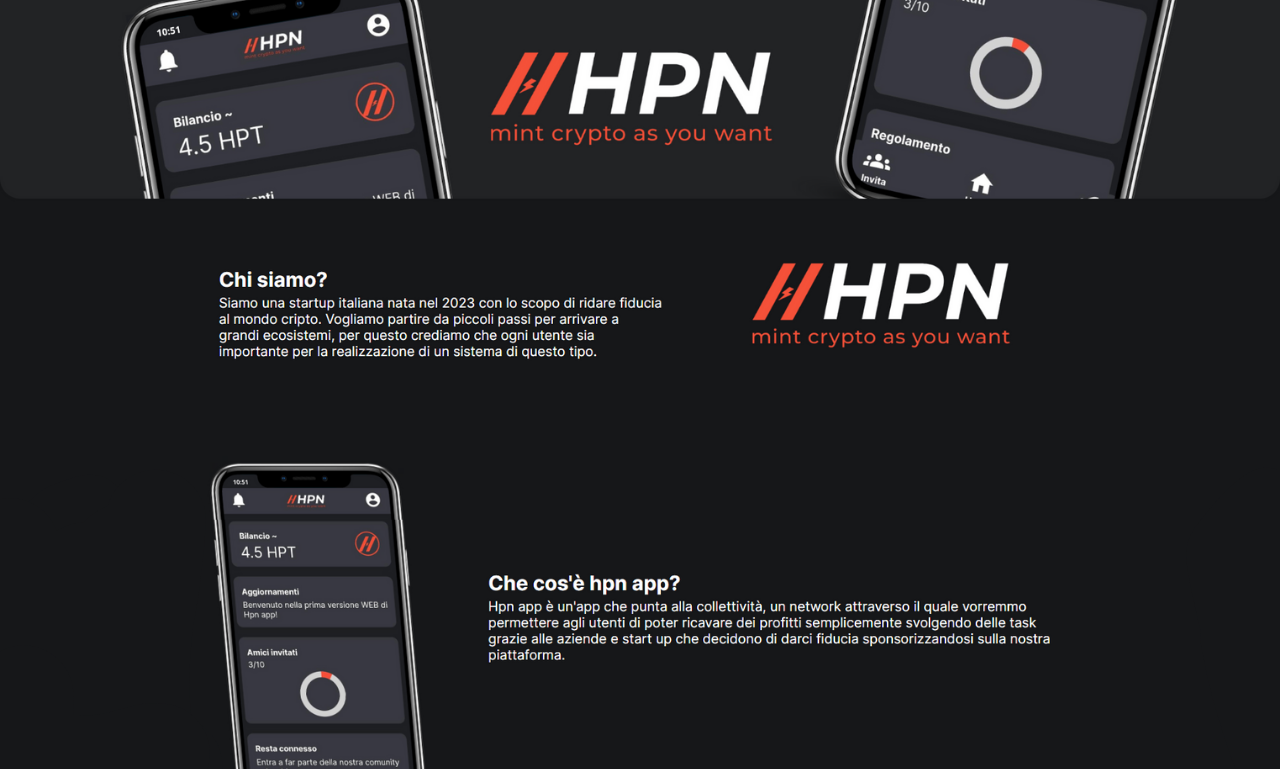 10:51
HPN
mint crypto as you want
Bilancio ~
4.5 HPT
WEB di
HPN
mint crypto as you want
3/10
Regolamento
Invita
Chi siamo?
Siamo una startup italiana nata nel 2023 con lo scopo di ridare fiducia
al mondo cripto. Vogliamo partire da piccoli passi per arrivare a
grandi ecosistemi, per questo crediamo che ogni utente sia
importante per la realizzazione di un sistema di questo tipo.
HPN
mint crypto as you want
10:51
HPN
Bilancio ~
4.5 HPT
Aggiornamenti
Benvenuto nella prima versione WEB di
Hpn app!
Amici invitati
3/10
Resta connesso
Entra a far parte della nostra comunity
Che cos'è hpn app?
Hpn app è un'app che punta alla collettività, un network attraverso il quale vorremmo
permettere agli utenti di poter ricavare dei profitti semplicemente svolgendo delle task
grazie alle aziende e start up che decidono di darci fiducia sponsorizzandosi sulla nostra
piattaforma.